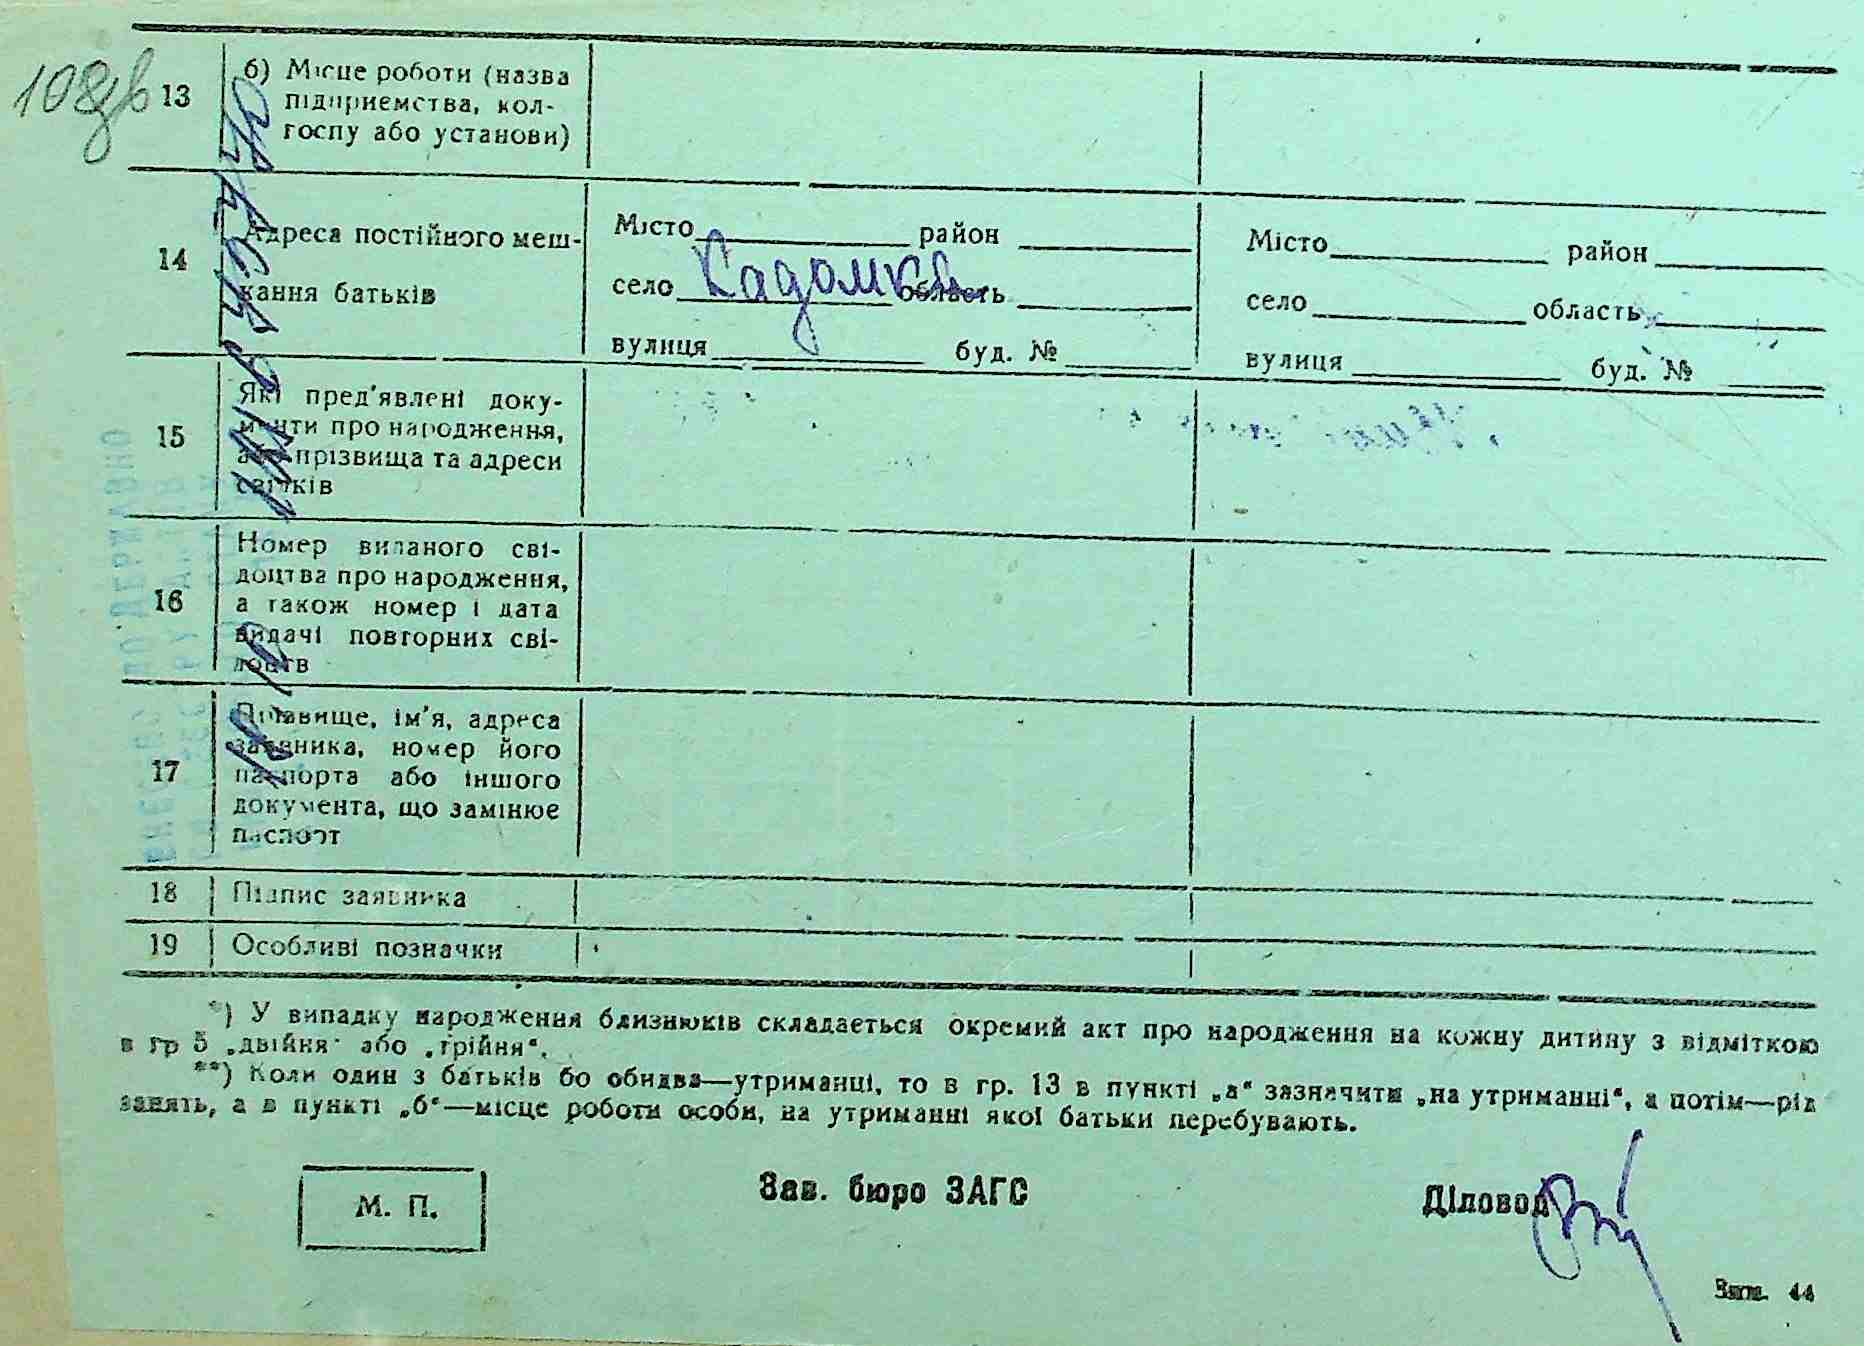 108зв
13 б) Місце роботи (назва
підприємства, кол-
госпу або установи)
14 Адреса постійного меш-
кання батьків
Місто район
село Садомка область
вулиця буд. №
Місто район
село область
вулиця буд. №
15 Які пред'явлені доку-
менти про народження,
або прізвища та адреси
свідків
16 Номер виданого сві-
доцтва про народження,
а також номер і дата
видачі повторних сві-
доцтв
17 Прізвище, ім'я, адреса
заявника, номер його
паспорта або іншого
документа, що замінює
паспорт
18 Підпис заявника
19 Особливі позначки
*) У випадку народження близнюків складається окремий акт про народження на кожну дитину з відміткою
в гр 5 „двійня" або „трійня".
**) Коли один з батьків бо обидва—утриманці, то в гр. 13 в пункті „а" зазначити „на утриманні", а потім—рід
занять, а в пункті „б"—місце роботи особи, на утриманні якої батьки перебувають.
М. П.
Зав. бюро ЗАГС
Діловод
Зам. 44